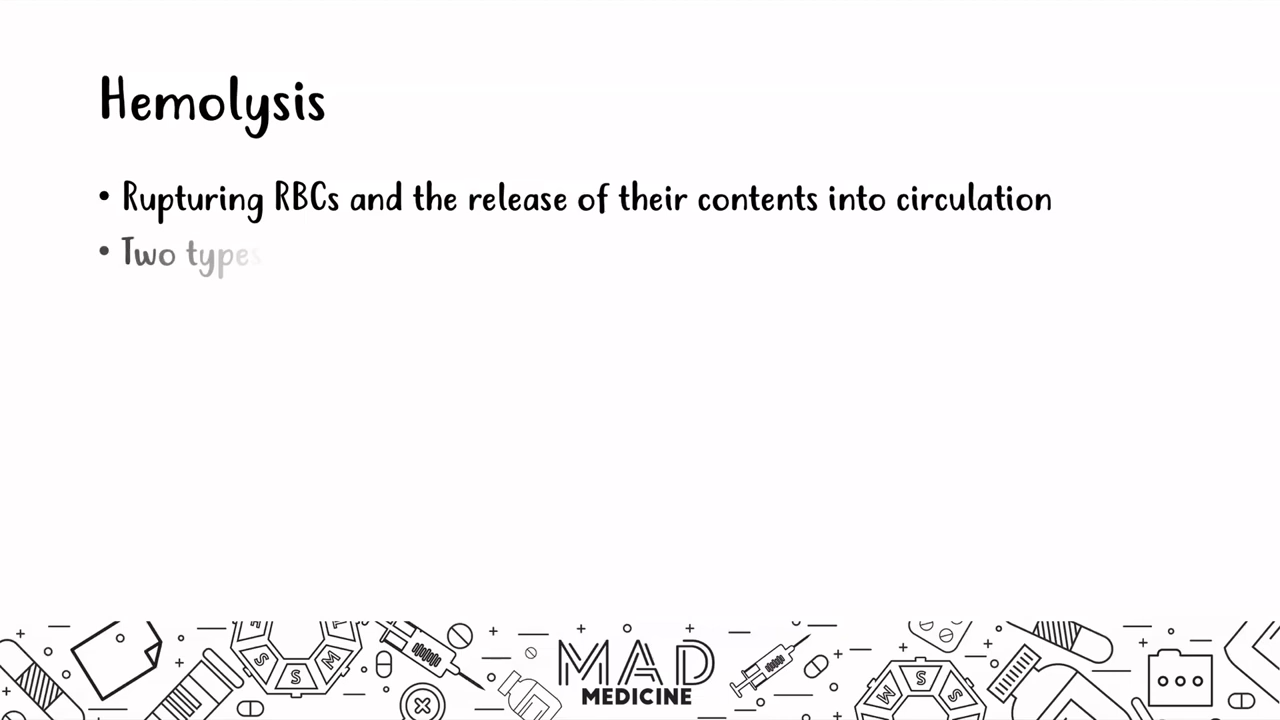 Hemolysis
• Rupturing RBCs and the release of their contents into circulation
• Two types
S
S
M
M
S
S
MAD
MEDICINE